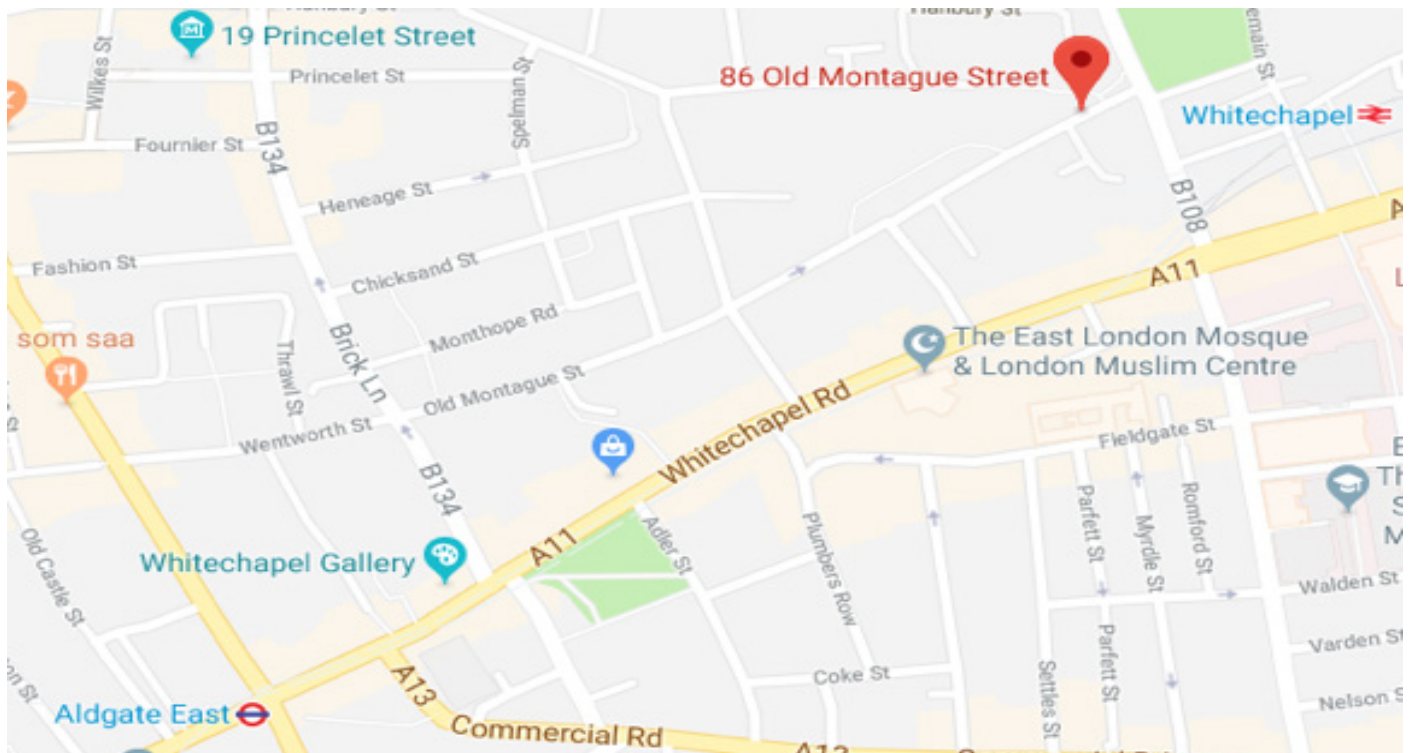 Hanbury St
Hanbury St
19 Princelet Street
Princelet St
Wilkes St
Spelman St
86 Old Montague Street
Whitechapel
Fournier St
B134
Heneage St
B108
Fashion St
Chicksand St
A11
som saa
Thrawl St
Monthope Rd
Brick Ln
The East London Mosque
& London Muslim Centre
Old Montague St
Wentworth St
Whitechapel Rd
Fieldgate St
B134
Old Castle St
Whitechapel Gallery
A11
Adler St
Plumbers Row
Parfett St
Myrdle St
Romford St
Walden St
Varden St
Coke St
Settles St
Parfett St
Nelson S
Aldgate East
A13
Commercial Rd
A13